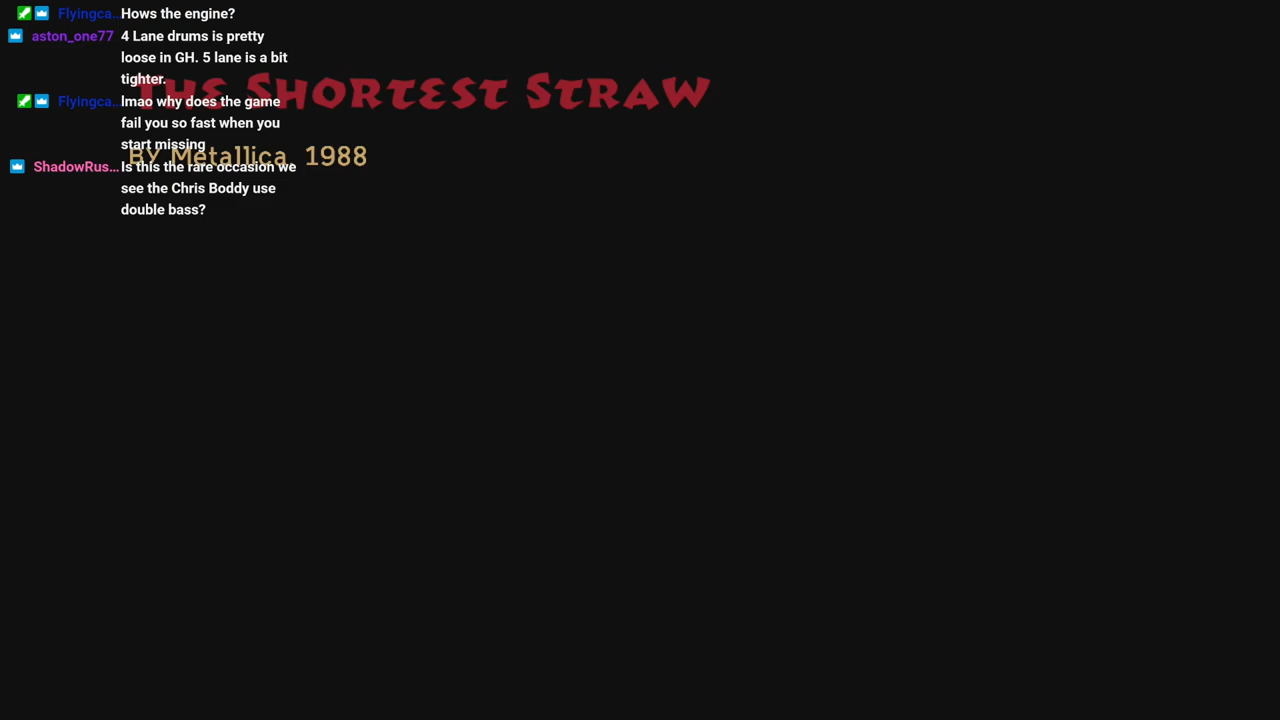 Flyingca... Hows the engine?
aston_one77 4 Lane drums is pretty
loose in GH. 5 lane is a bit
tighter.
The Shortest Straw
Flyingca... lmao why does the game
fail you so fast when you
start missing
BY Metallica 1988
ShadowRus... Is this the rare occasion we
see the Chris Boddy use
double bass?